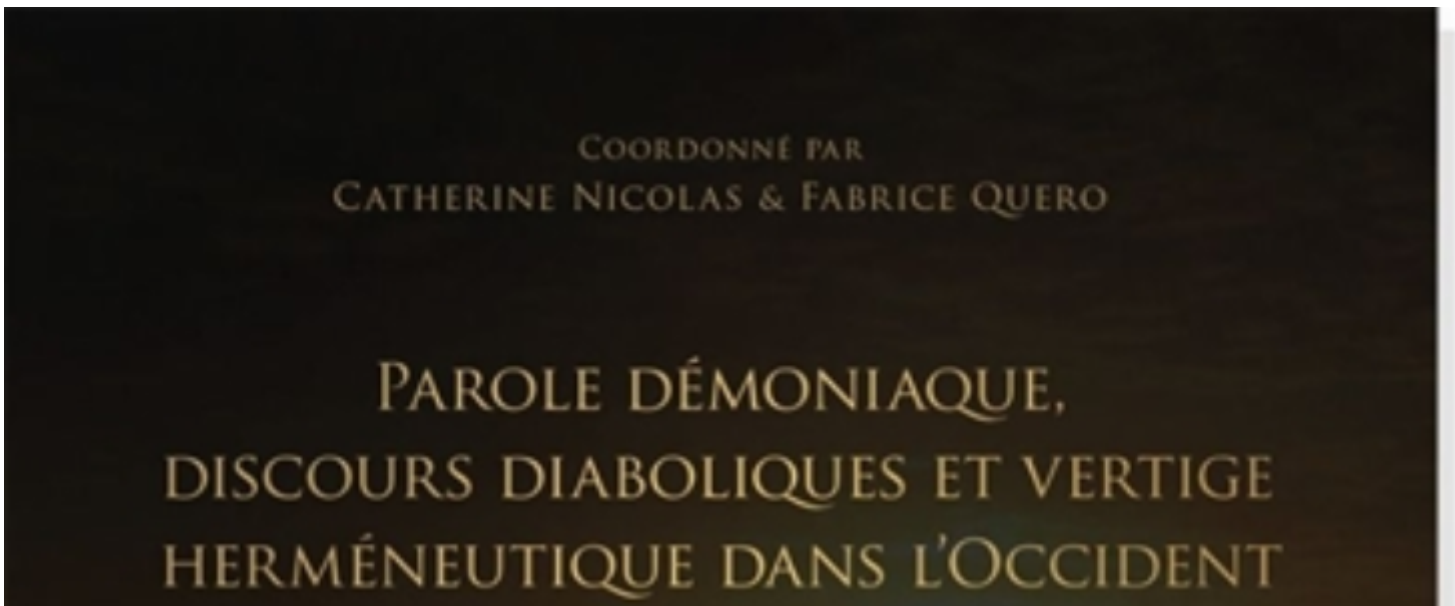 Coordonné par
Catherine Nicolas & Fabrice Quero
Parole démoniaque,
discours diaboliques et vertige
herméneutique dans l’Occident